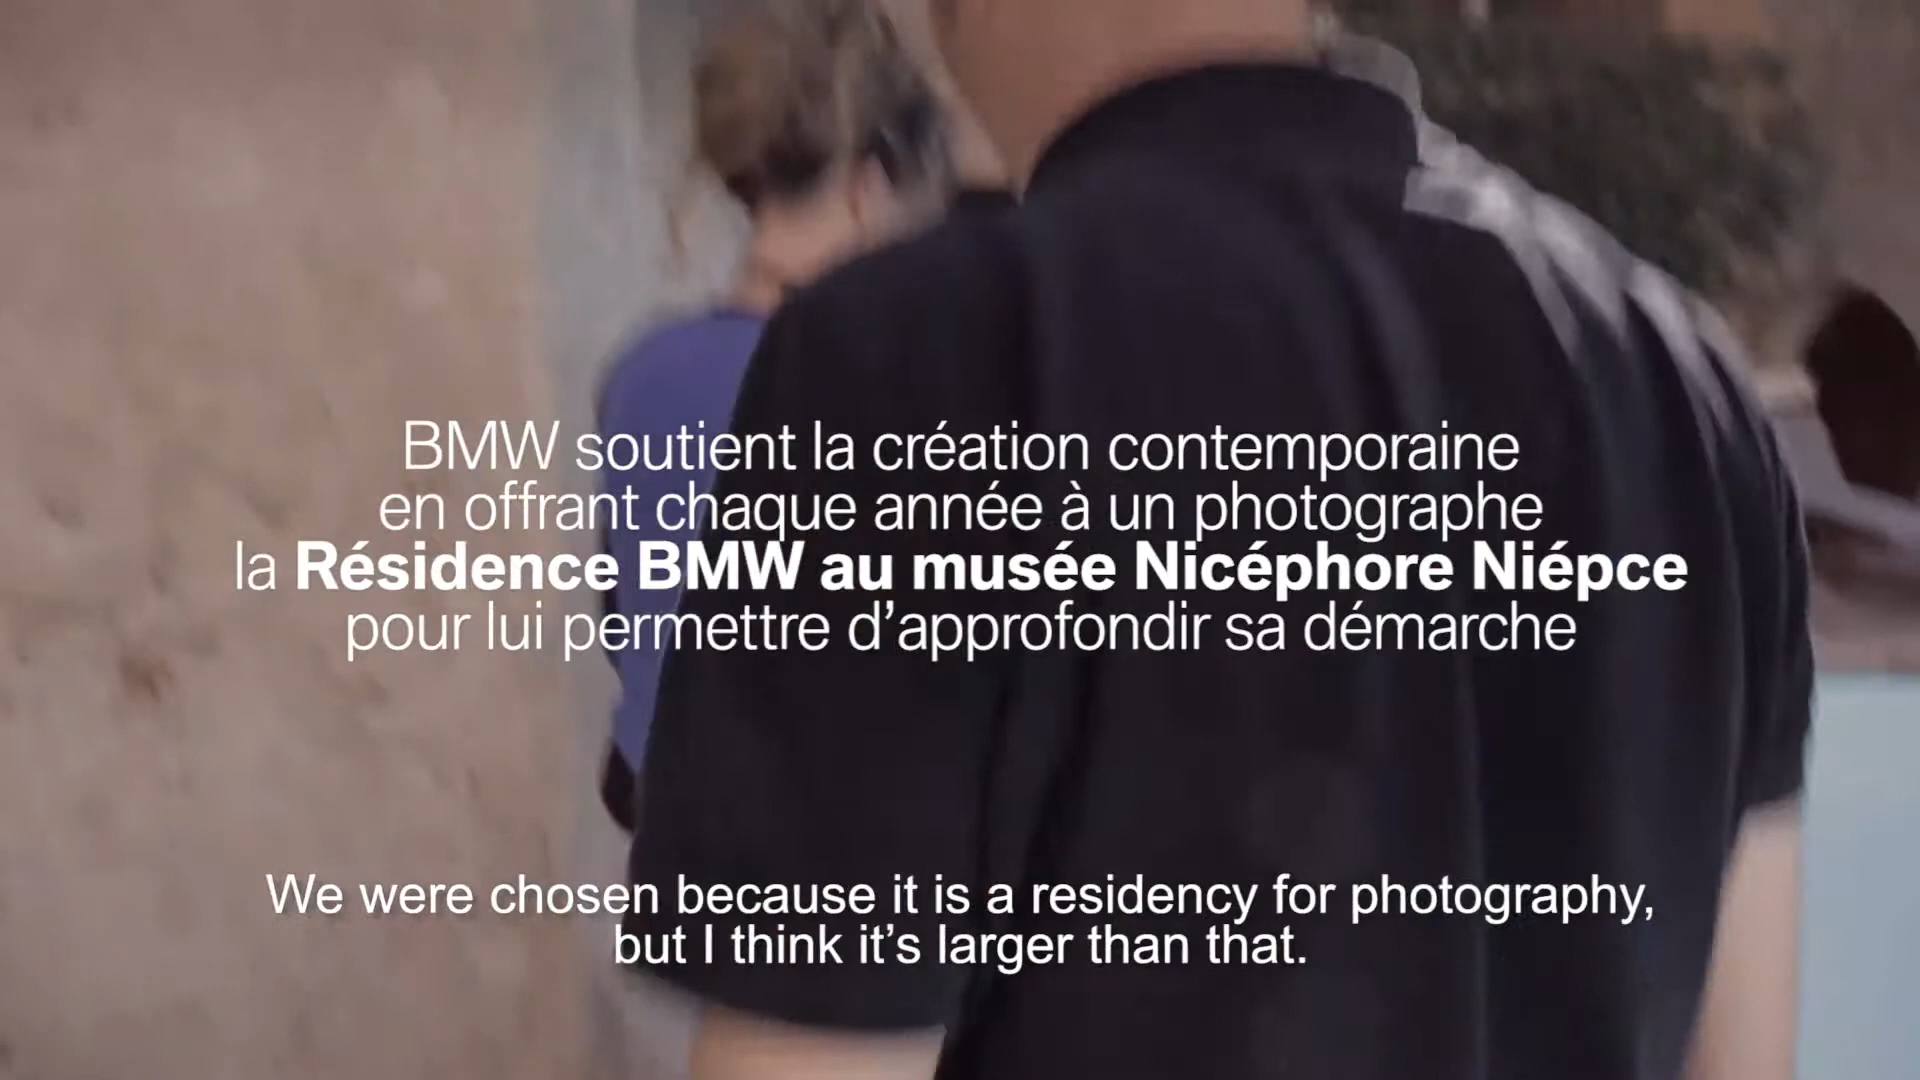 BMW soutient la création contemporaine
en offrant chaque année à un photographe
la Résidence BMW au musée Nicéphore Niépce
pour lui permettre d’approfondir sa démarche
We were chosen because it is a residency for photography,
but I think it’s larger than that.